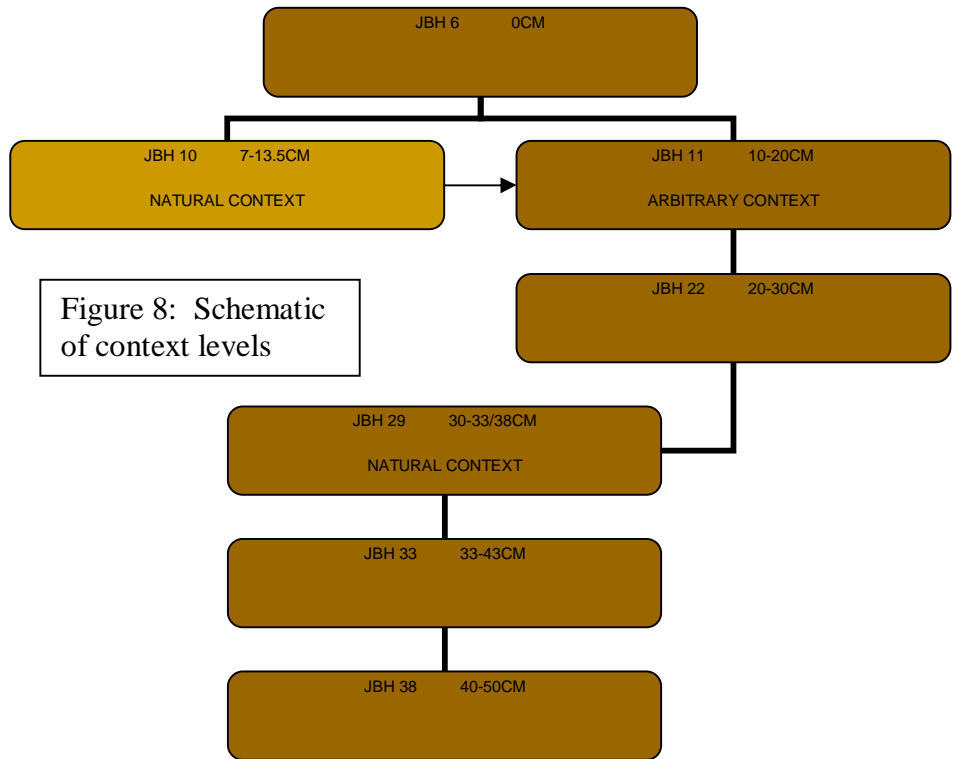 JBH 6 0CM
JBH 10 7-13.5CM
NATURAL CONTEXT
JBH 11 10-20CM
ARBITRARY CONTEXT
JBH 22 20-30CM
Figure 8: Schematic
of context levels
JBH 29 30-33/38CM
NATURAL CONTEXT
JBH 33 33-43CM
JBH 38 40-50CM